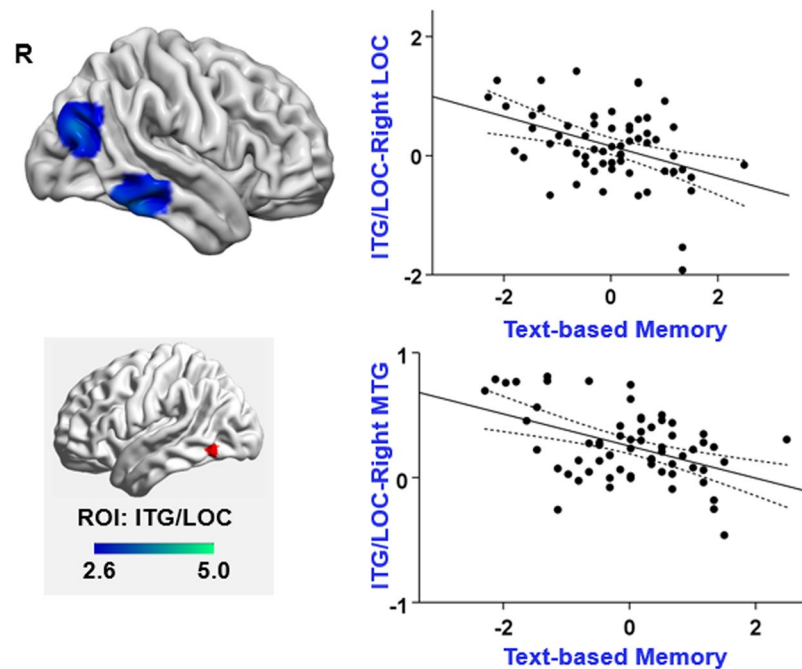 R
ROI: ITG/LOC
2.6 5.0
ITG/LOC-Right LOC
2
0
-2
-2 0 2
Text-based Memory
ITG/LOC-Right MTG
1
0
-1
-2 0 2
Text-based Memory